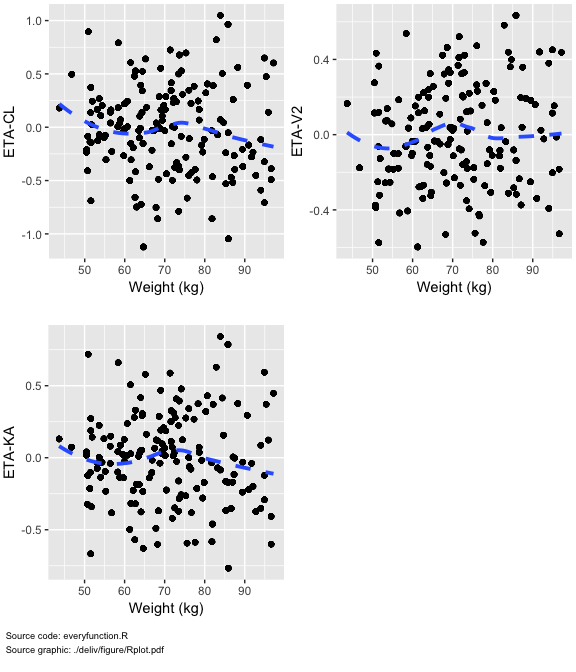 1.0
0.5
0.0
-0.5
-1.0
ETA-CL
50 60 70 80 90
Weight (kg)
0.4
0.0
-0.4
ETA-V2
50 60 70 80 90
Weight (kg)
0.5
0.0
-0.5
ETA-KA
50 60 70 80 90
Weight (kg)
Source code: everyfunction.R
Source graphic: ./deliv/figure/Rplot.pdf